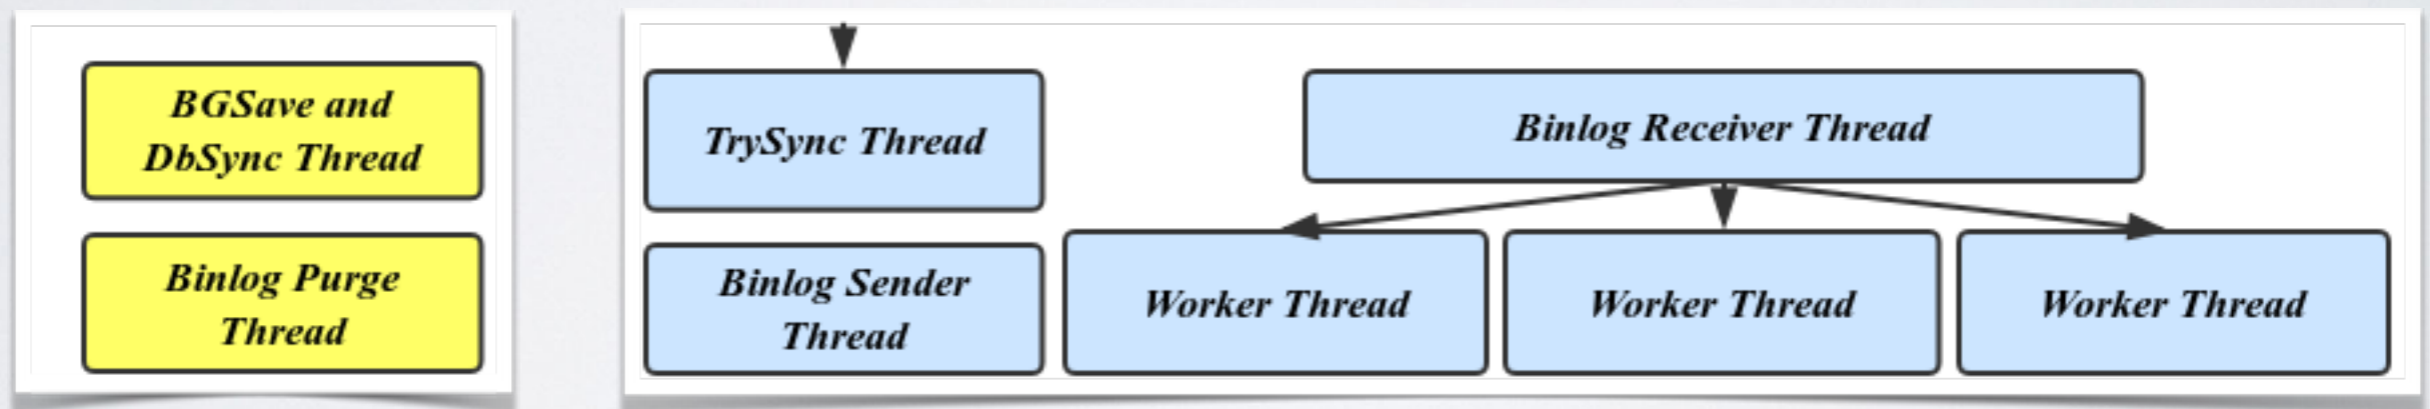 BGSave and
DbSync Thread
Binlog Purge
Thread
TrySync Thread
Binlog Sender
Thread
Binlog Receiver Thread
Worker Thread
Worker Thread
Worker Thread